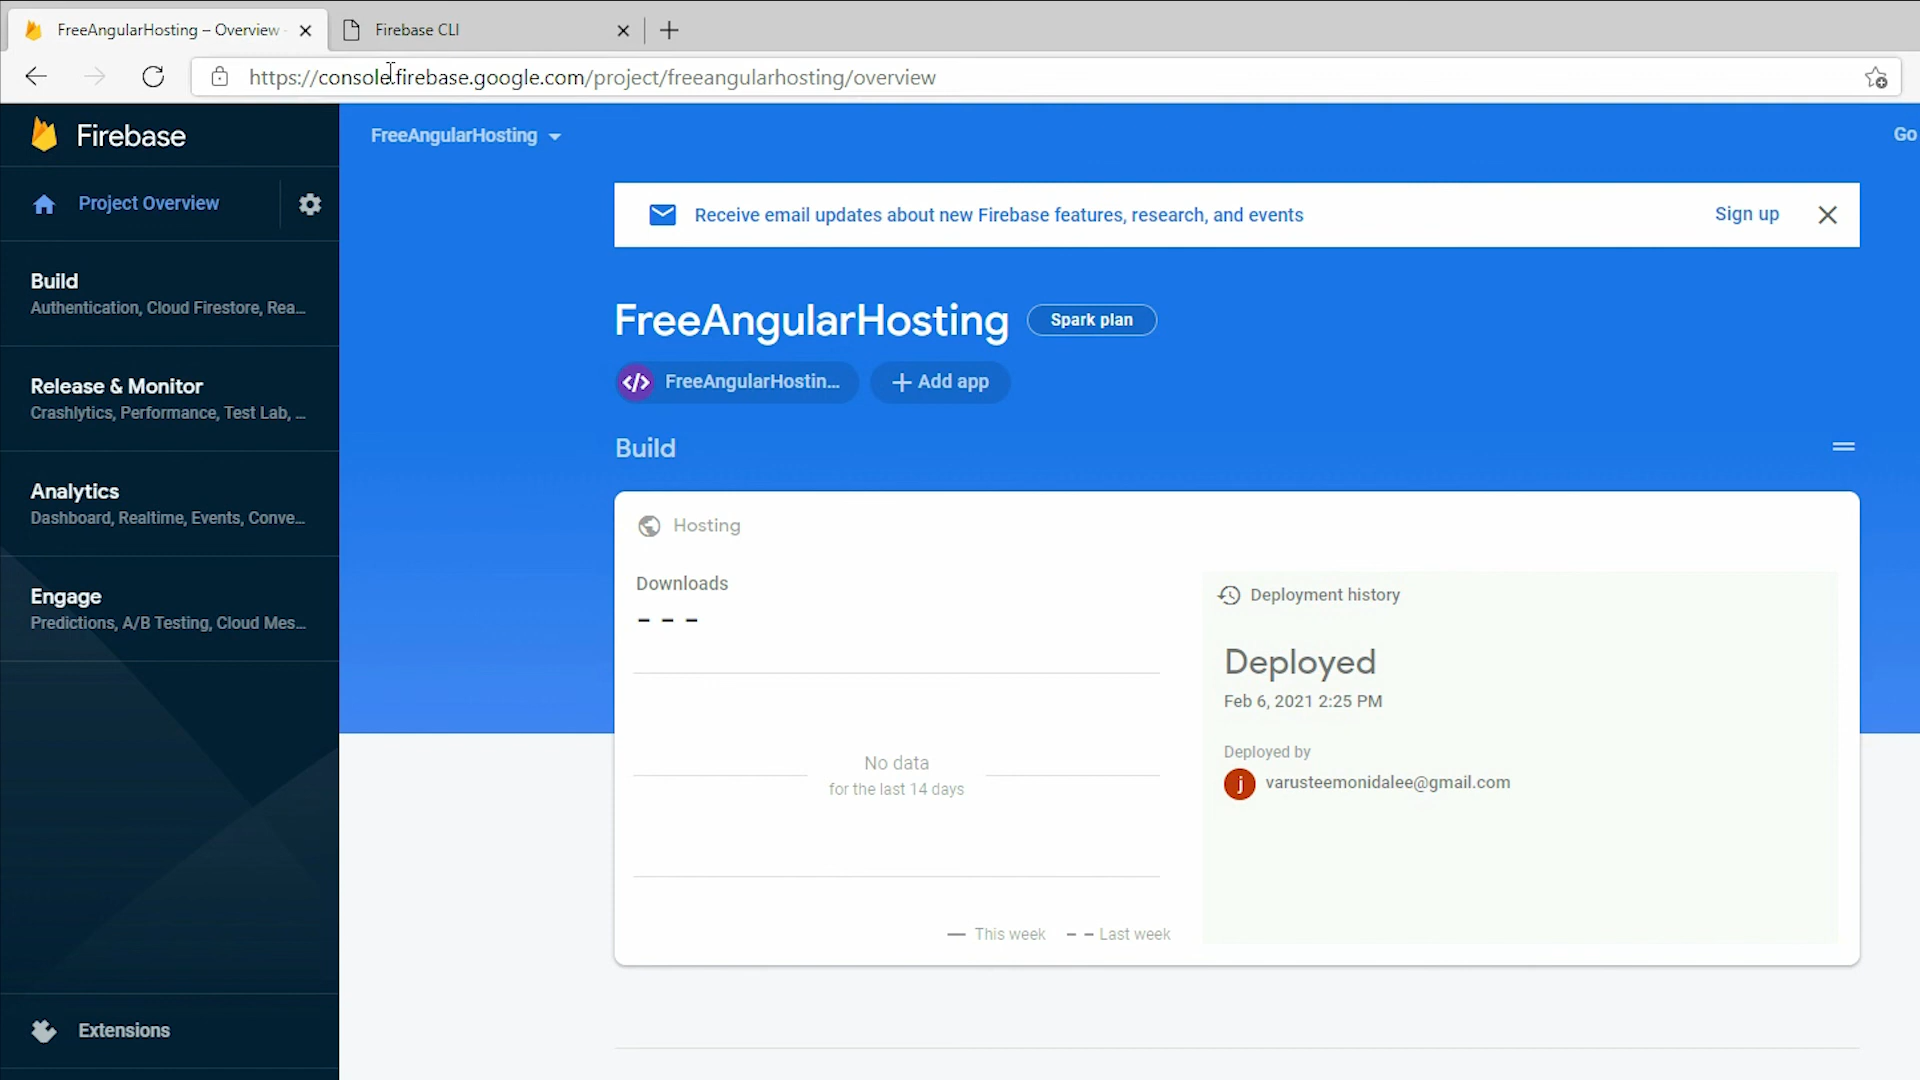 FreeAngularHosting – Overview -
Firebase CLI
https://console.firebase.google.com/project/freeangularhosting/overview
Firebase
FreeAngularHosting
Go
Project Overview
Receive email updates about new Firebase features, research, and events
Sign up
Build
Authentication, Cloud Firestore, Rea...
FreeAngularHosting
Spark plan
Release & Monitor
Crashlytics, Performance, Test Lab, ...
FreeAngularHostin...
+ Add app
Build
Analytics
Dashboard, Realtime, Events, Conve...
Hosting
Downloads
- - -
Deployment history
Engage
Predictions, A/B Testing, Cloud Mes...
Deployed
Feb 6, 2021 2:25 PM
Deployed by
j
varusteemonidalee@gmail.com
No data
for the last 14 days
This week
Last week
Extensions